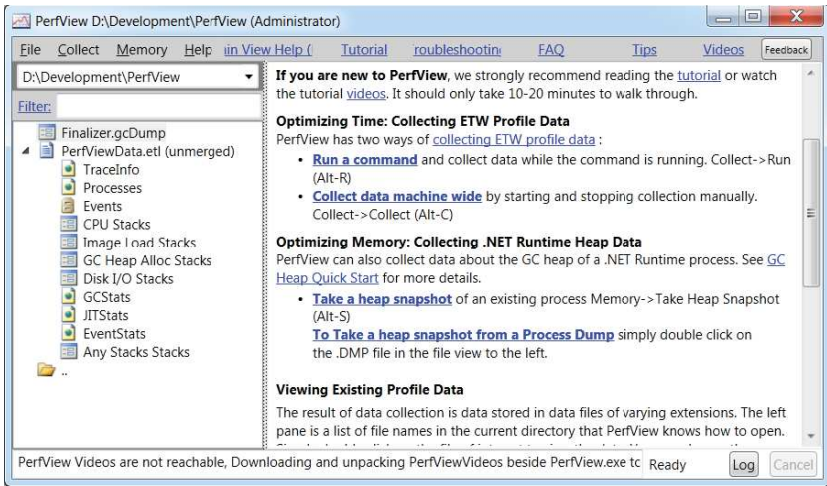 PerfView D:\Development\PerfView (Administrator)
File Collect Memory Help in View Help ( Tutorial roubleshootin FAQ Tips Videos Feedback
D:\Development\PerfView
Filter:
Finalizer.gcDump
PerfViewData.etl (unmerged)
TraceInfo
Processes
Events
CPU Stacks
Image Load Stacks
GC Heap Alloc Stacks
Disk I/O Stacks
GCStats
JITStats
EventStats
Any Stacks Stacks
..
If you are new to PerfView, we strongly recommend reading the tutorial or watch
the tutorial videos. It should only take 10-20 minutes to walk through.
Optimizing Time: Collecting ETW Profile Data
PerfView has two ways of collecting ETW profile data :
• Run a command and collect data while the command is running. Collect->Run
(Alt-R)
• Collect data machine wide by starting and stopping collection manually.
Collect->Collect (Alt-C)
Optimizing Memory: Collecting .NET Runtime Heap Data
PerfView can also collect data about the GC heap of a .NET Runtime process. See GC
Heap Quick Start for more details.
• Take a heap snapshot of an existing process Memory->Take Heap Snapshot
(Alt-S)
To Take a heap snapshot from a Process Dump simply double click on
the .DMP file in the file view to the left.
Viewing Existing Profile Data
The result of data collection is data stored in data files of varying extensions. The left
pane is a list of file names in the current directory that PerfView knows how to open.
PerfView Videos are not reachable, Downloading and unpacking PerfViewVideos beside PerfView.exe tc Ready Log Cancel